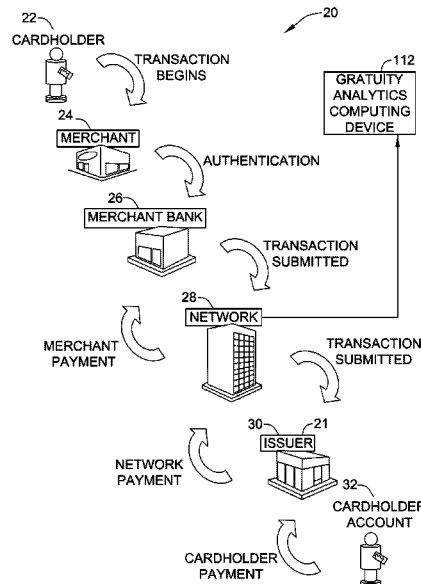 22
CARDHOLDER
20
TRANSACTION
BEGINS
112
GRATUITY
ANALYTICS
COMPUTING
DEVICE
24
MERCHANT
AUTHENTICATION
26
MERCHANT BANK
TRANSACTION
SUBMITTED
28
NETWORK
MERCHANT
PAYMENT
TRANSACTION
SUBMITTED
30
21
ISSUER
NETWORK
PAYMENT
32
CARDHOLDER
ACCOUNT
CARDHOLDER
PAYMENT